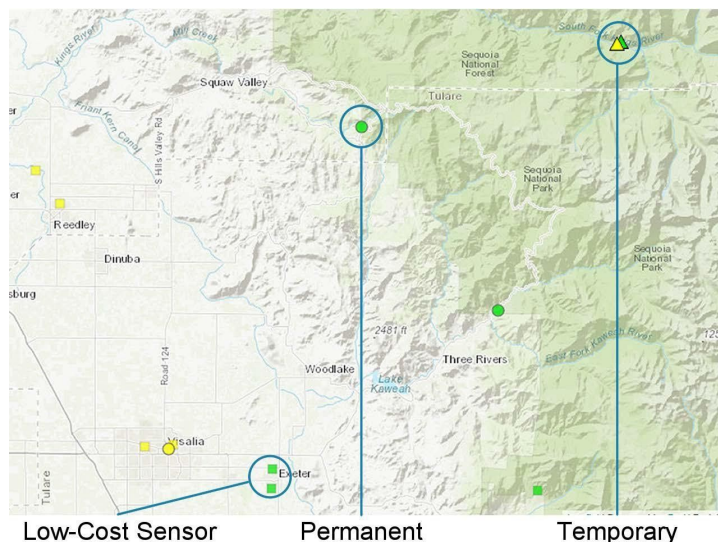 Kings River
Mill Creek
South Fork
River
Sequoia
National
Forest
Squaw Valley
Tulare
Friant Kern Canal
S Hills Valley Rd
er
Sequoia
National
Park
er
Reedley
Dinuba
Sequoia
National
Park
sburg
2481 ft
Road 124
Woodlake
Lake
Kaweah
Three Rivers
East Fork Kaweah River
Visalia
Exeter
Tulare
Low-Cost Sensor
Permanent
Temporary